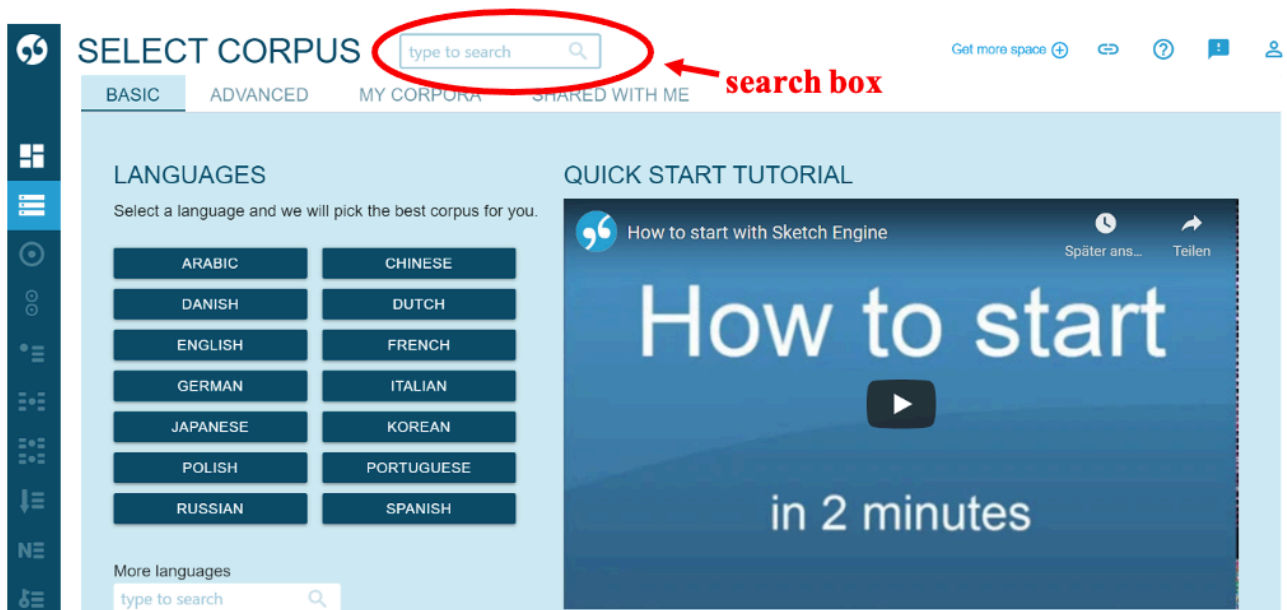 SELECT CORPUS type to search Get more space
search box
BASIC ADVANCED MY CORPORA SHARED WITH ME
LANGUAGES
Select a language and we will pick the best corpus for you.
ARABIC CHINESE
DANISH DUTCH
ENGLISH FRENCH
GERMAN ITALIAN
JAPANESE KOREAN
POLISH PORTUGUESE
RUSSIAN SPANISH
More languages
type to search
QUICK START TUTORIAL
How to start with Sketch Engine
Später ans... Teilen
How to start
in 2 minutes
N